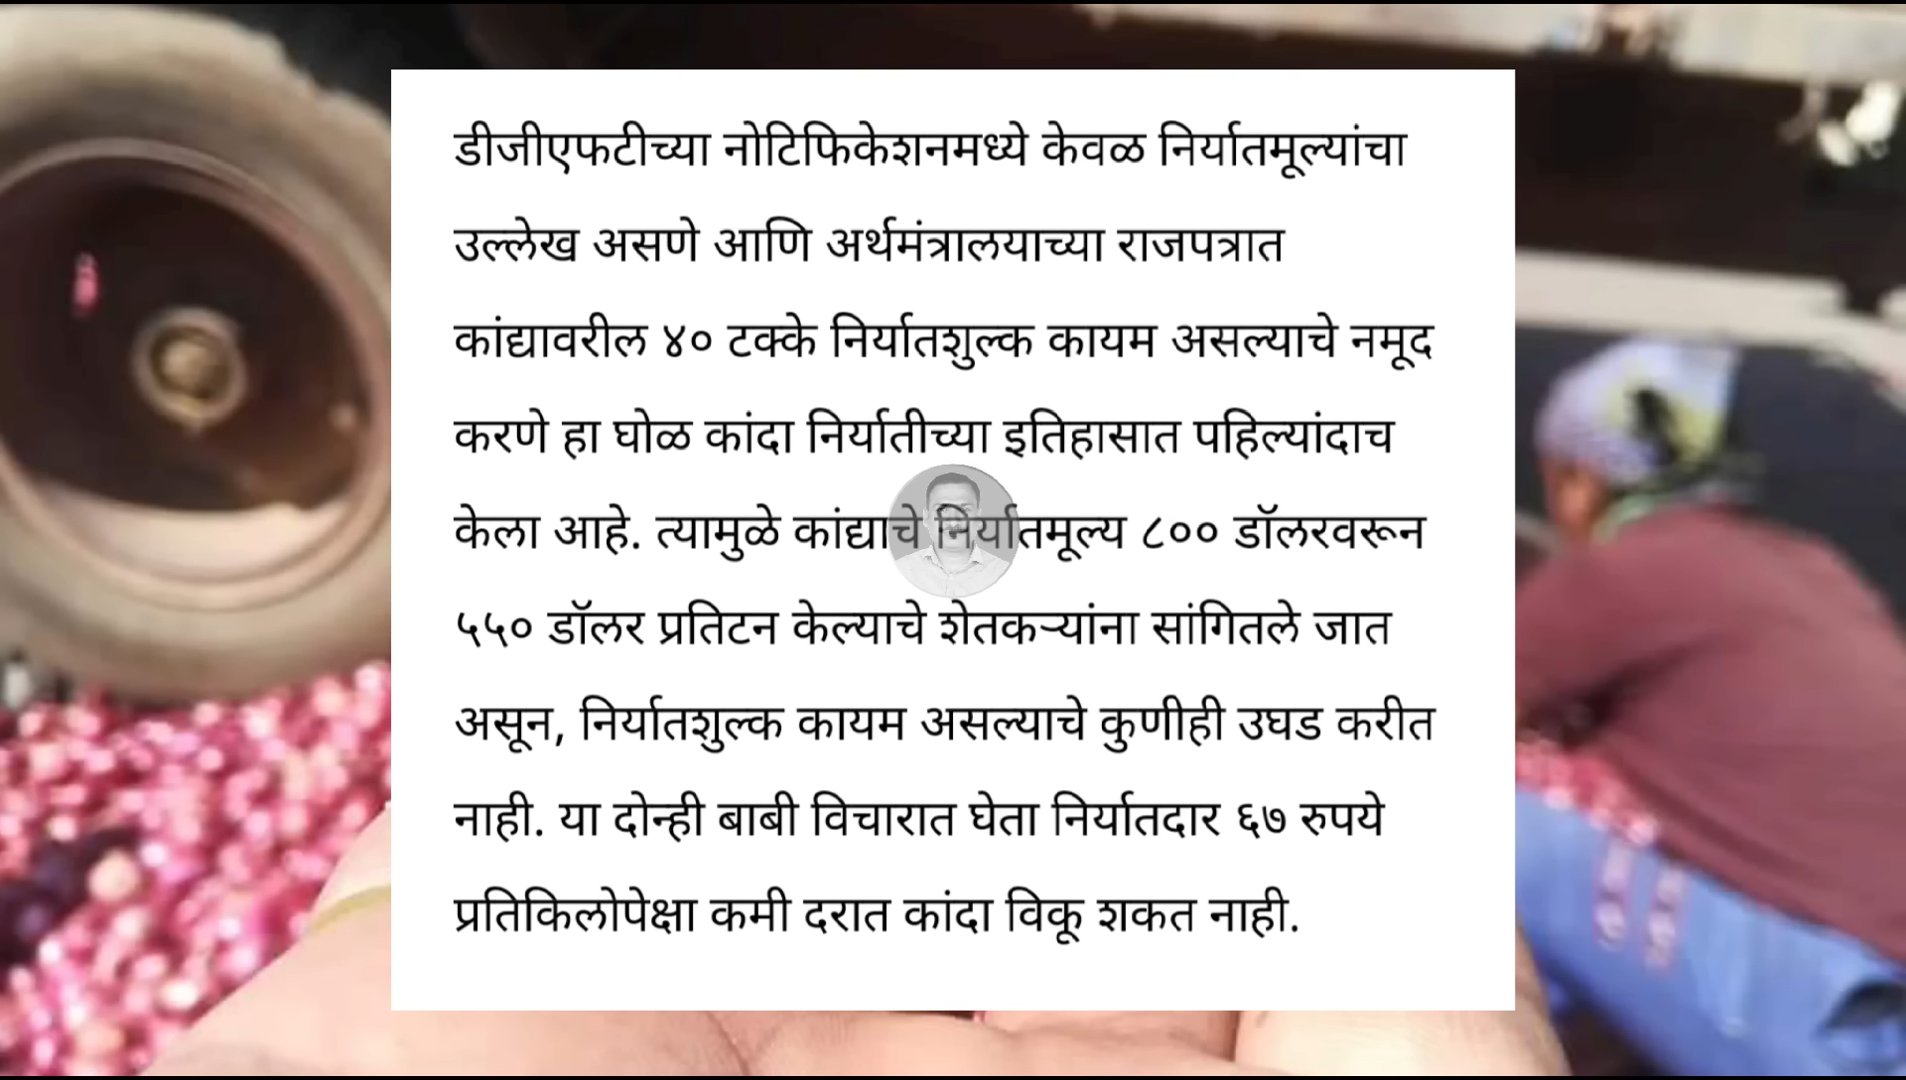 डीजीएफटीच्या नोटिफिकेशनमध्ये केवळ निर्यातमूल्यांचा
उल्लेख असणे आणि अर्थमंत्रालयाच्या राजपत्रात
कांद्यावरील ४० टक्के निर्यातशुल्क कायम असल्याचे नमूद
करणे हा घोळ कांदा निर्यातीच्या इतिहासात पहिल्यांदाच
केला आहे. त्यामुळे कांद्याचे निर्यातमूल्य ८०० डॉलरवरून
५५० डॉलर प्रतिटन केल्याचे शेतकऱ्यांना सांगितले जात
असून, निर्यातशुल्क कायम असल्याचे कुणीही उघड करीत
नाही. या दोन्ही बाबी विचारात घेता निर्यातदार ६७ रुपये
प्रतिकिलोपेक्षा कमी दरात कांदा विकू शकत नाही.